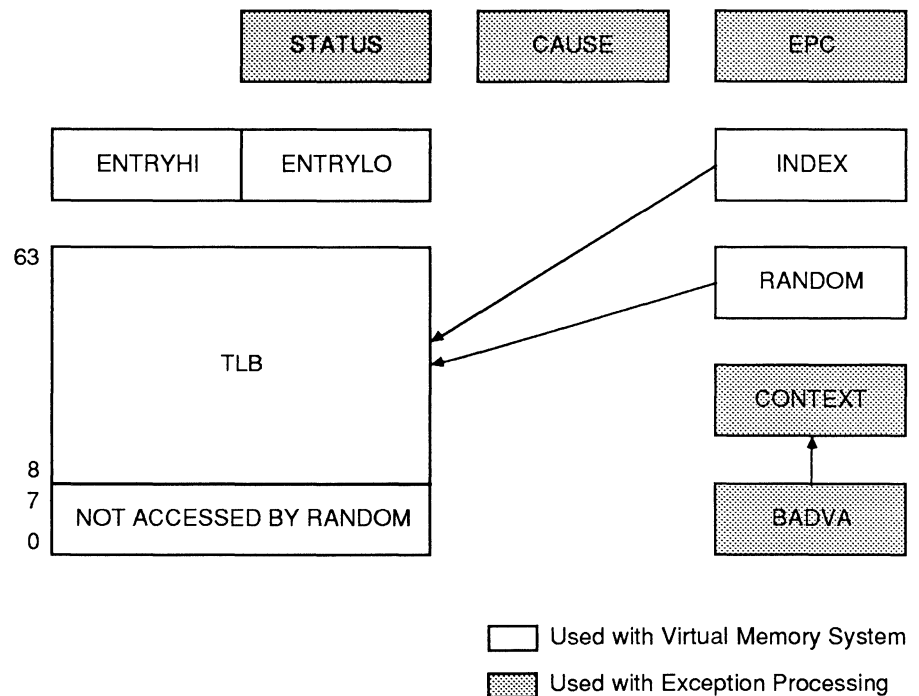 STATUS
CAUSE
EPC
ENTRYHI
ENTRYLO
INDEX
63
RANDOM
TLB
CONTEXT
8
7
NOT ACCESSED BY RANDOM
0
BADVA
Used with Virtual Memory System
Used with Exception Processing